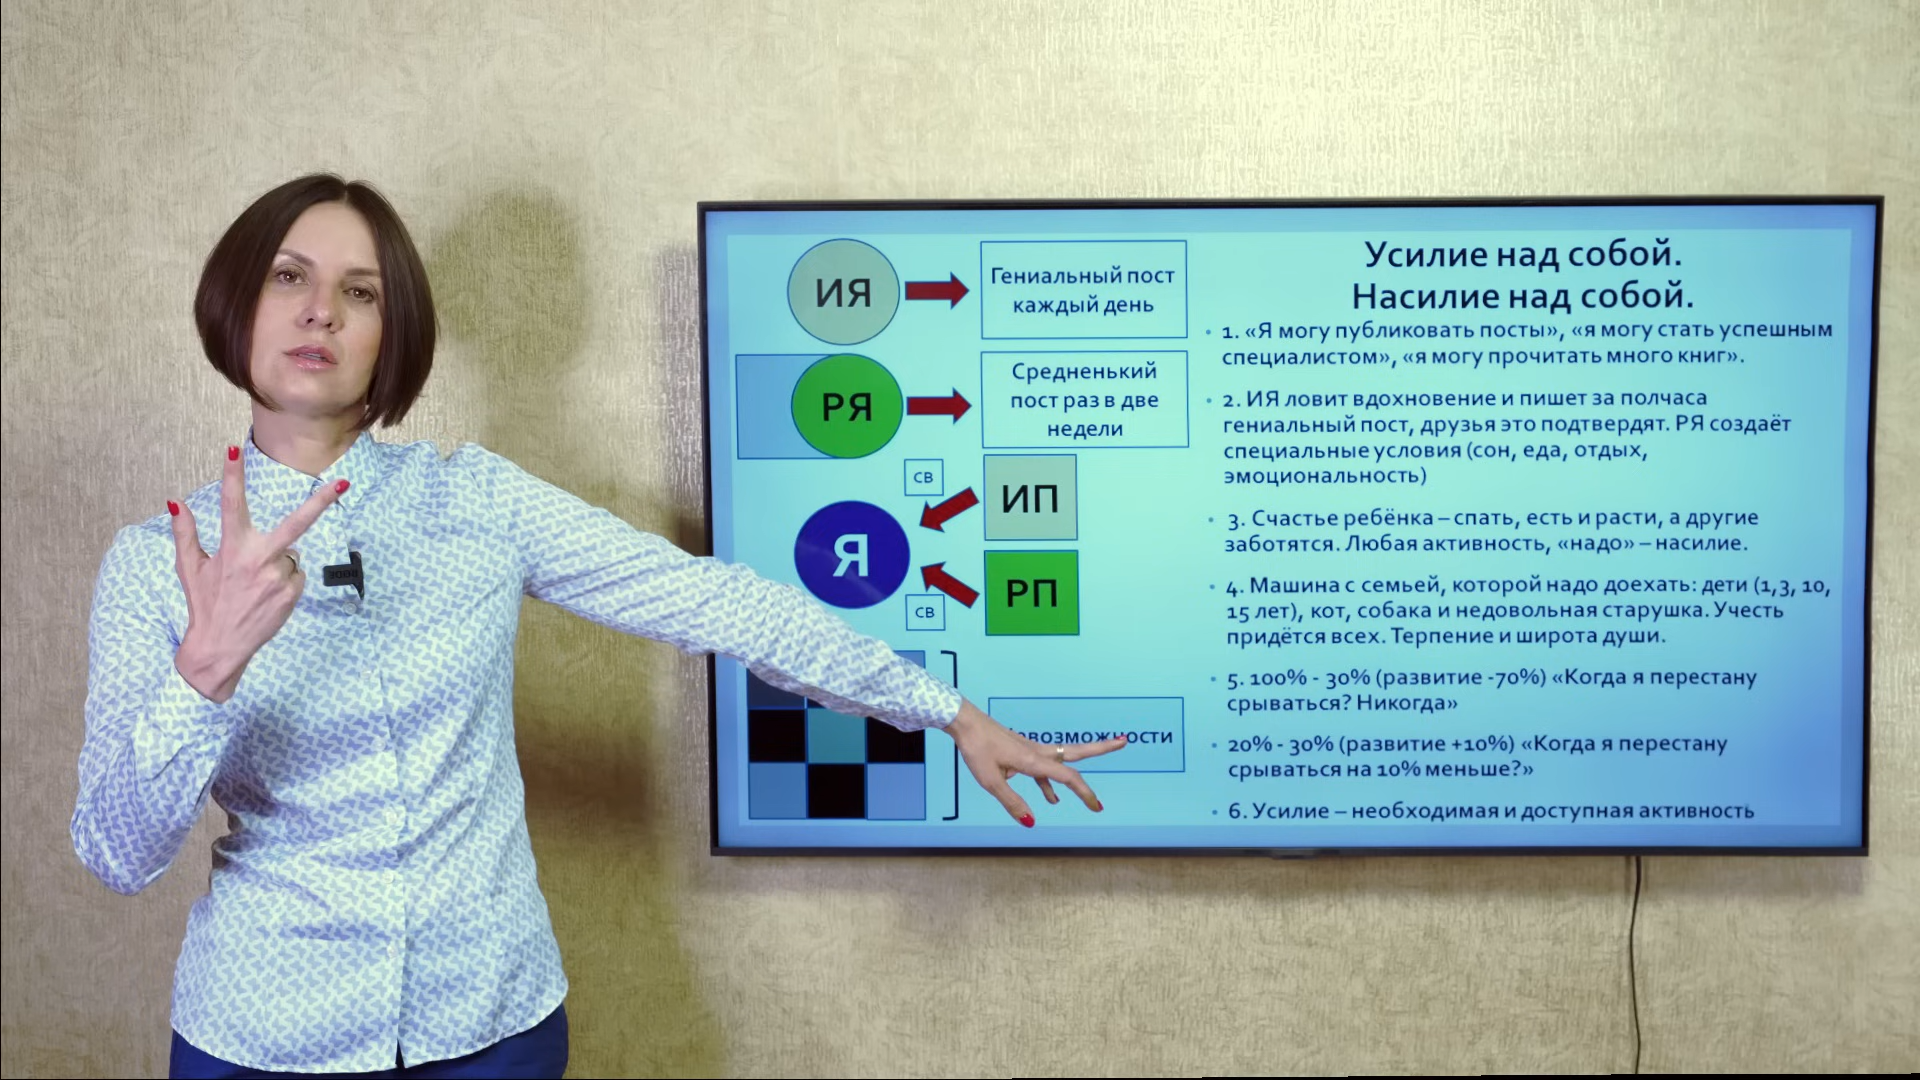 ИЯ
Гениальный пост
каждый день
РЯ
Средненький
пост раз в две
недели
св
ИП
Я
РП
св
Усилие над собой.
Насилие над собой.
1. «Я могу публиковать посты», «я могу стать успешным
специалистом», «я могу прочитать много книг».
2. ИЯ ловит вдохновение и пишет за полчаса
гениальный пост, друзья это подтвердят. РЯ создаёт
специальные условия (сон, еда, отдых,
эмоциональность)
3. Счастье ребёнка – спать, есть и расти, а другие
заботятся. Любая активность, «надо» – насилие.
4. Машина с семьей, которой надо доехать: дети (1,3, 10,
15 лет), кот, собака и недовольная старушка. Учесть
придётся всех. Терпение и широта души.
5. 100% - 30% (развитие -70%) «Когда я перестану
срываться? Никогда»
20% - 30% (развитие +10%) «Когда я перестану
срываться на 10% меньше?»
6. Усилие – необходимая и доступная активность